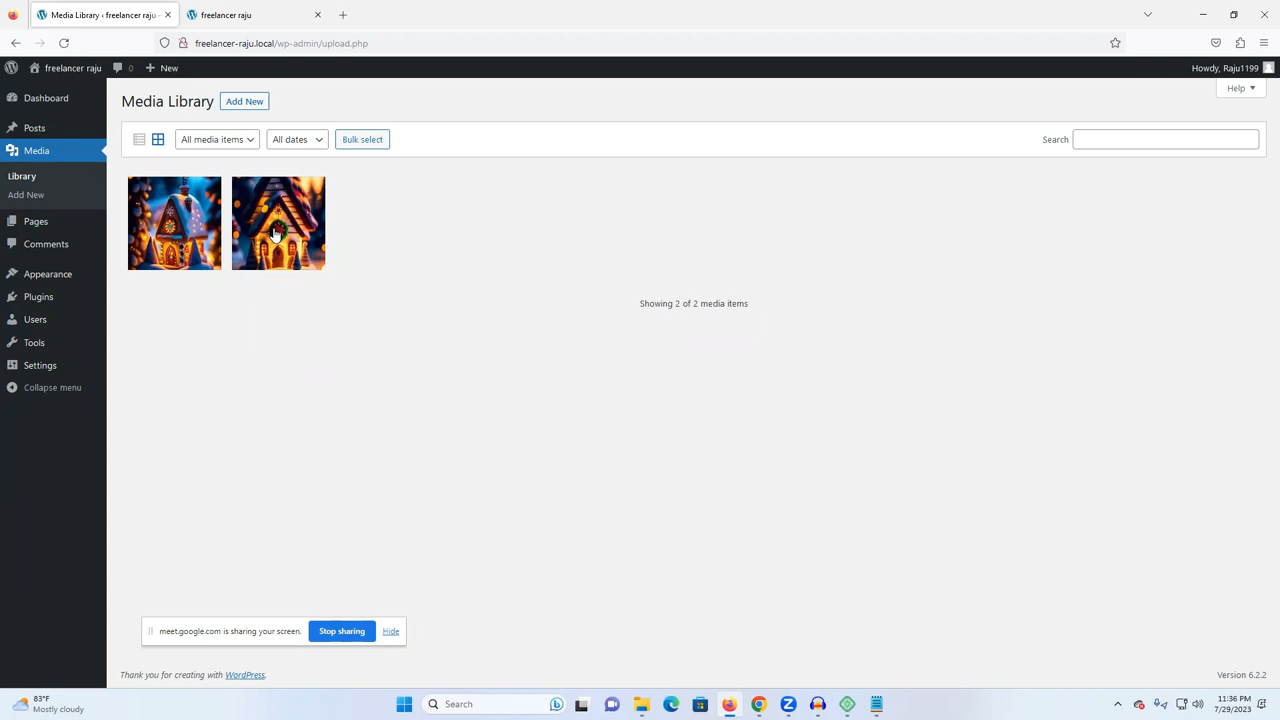 Media Library ‹ freelancer raju —
freelancer raju
freelancer-raju.local/wp-admin/upload.php
freelancer raju
0
New
Howdy, Raju1199
Dashboard
Posts
Media
Library
Add New
Pages
Comments
Appearance
Plugins
Users
Tools
Settings
Collapse menu
Media Library
Add New
Help
All media items
All dates
Bulk select
Search
Showing 2 of 2 media items
meet.google.com is sharing your screen.
Stop sharing
Hide
Thank you for creating with WordPress.
Version 6.2.2
83°F
Mostly cloudy
Search
11:36 PM
7/29/2023